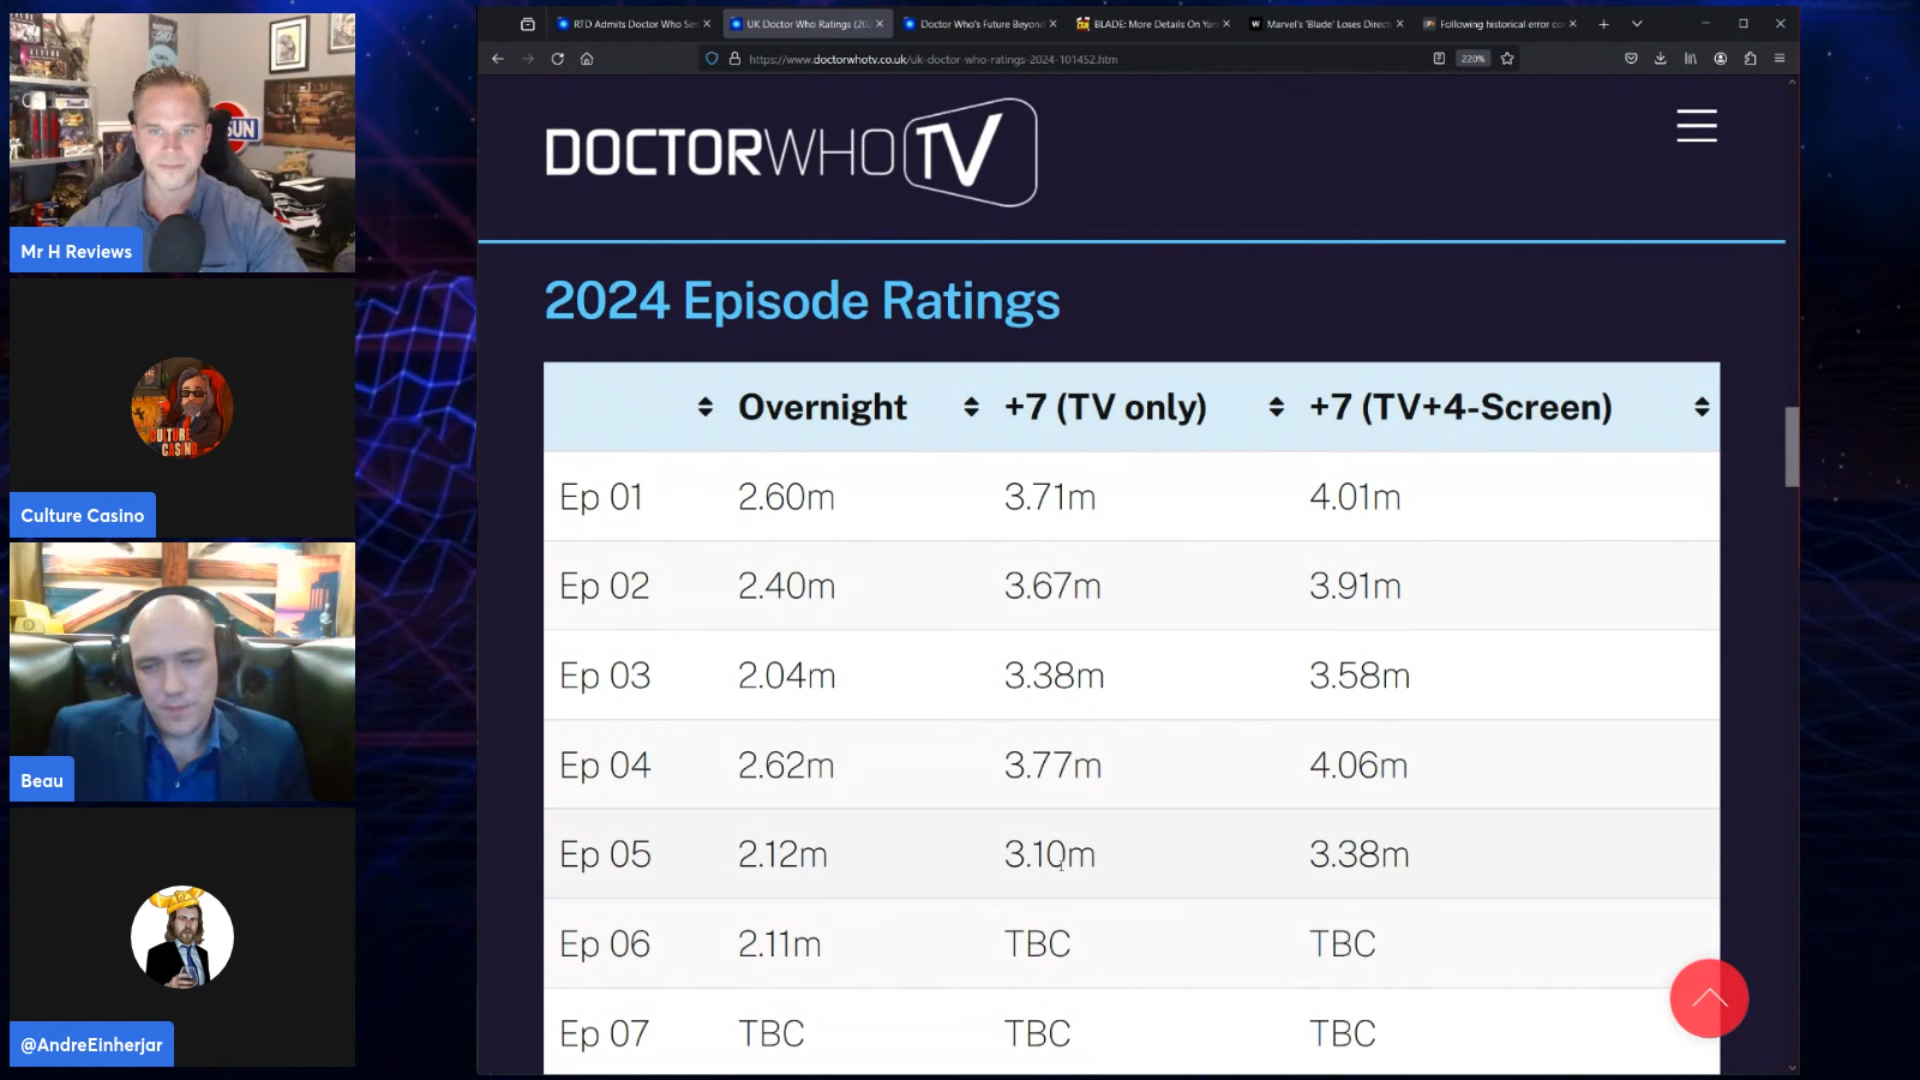 RTD Admits Doctor Who Se
UK Doctor Who Ratings (20
Doctor Who's Future Beyond
BLADE: More Details On Yan
Marvel's 'Blade' Loses Direct
Following historical error co
https://www.doctorwhotv.co.uk/uk-doctor-who-ratings-2024-101452.htm
220%
DOCTORWHOTV
2024 Episode Ratings
Overnight +7 (TV only) +7 (TV+4-Screen)
Ep 01 2.60m 3.71m 4.01m
Ep 02 2.40m 3.67m 3.91m
Ep 03 2.04m 3.38m 3.58m
Ep 04 2.62m 3.77m 4.06m
Ep 05 2.12m 3.10m 3.38m
Ep 06 2.11m TBC TBC
Ep 07 TBC TBC TBC
SUN
Mr H Reviews
CULTURE
CASINO
Culture Casino
Beau
@AndreEinherjar